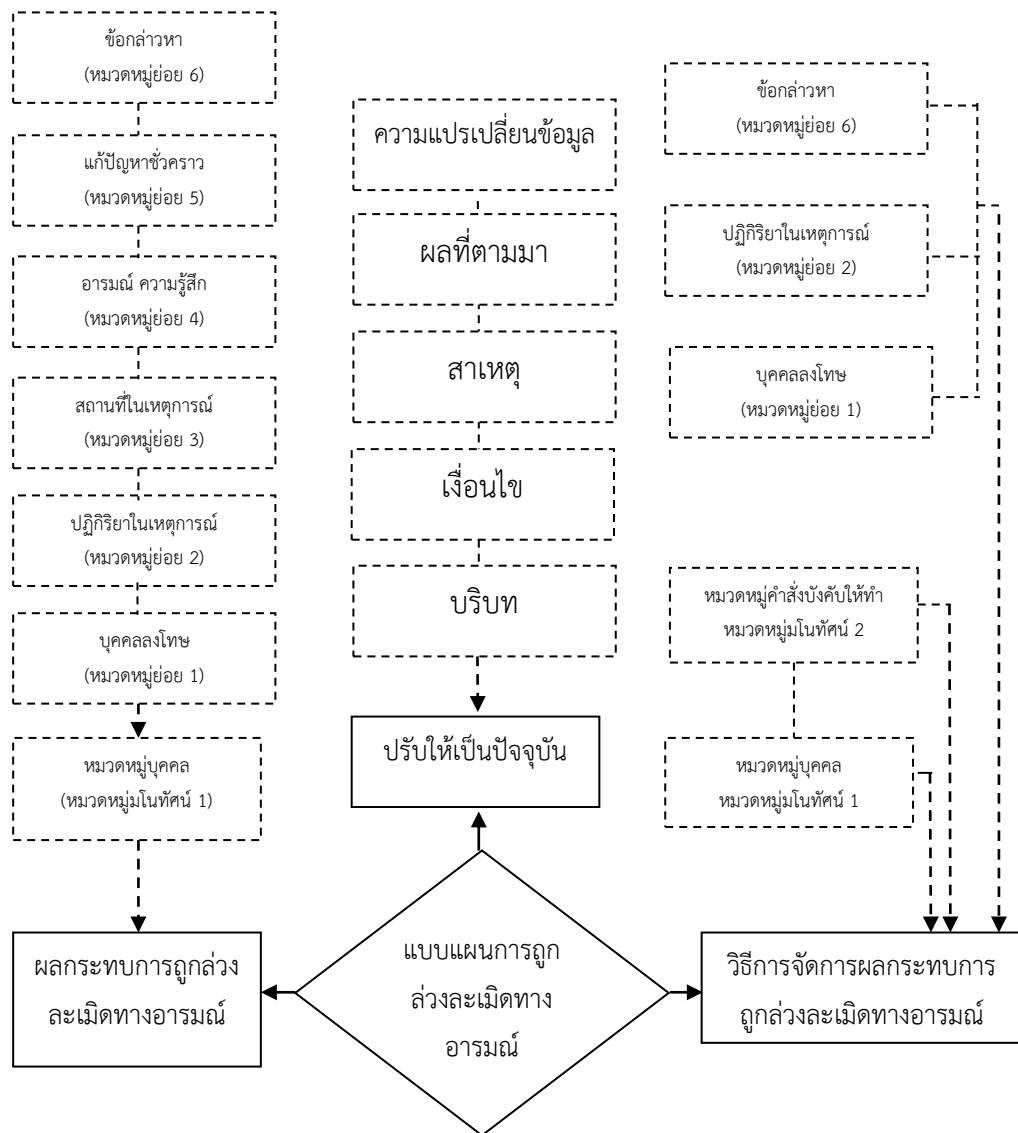 ข้อกล่าวหา
(หมวดหมู่ย่อย 6)
แก้ปัญหาชั่วคราว
(หมวดหมู่ย่อย 5)
อารมณ์ ความรู้สึก
(หมวดหมู่ย่อย 4)
สถานที่ในเหตุการณ์
(หมวดหมู่ย่อย 3)
ปฏิกิริยาในเหตุการณ์
(หมวดหมู่ย่อย 2)
บุคคลลงโทษ
(หมวดหมู่ย่อย 1)
หมวดหมู่บุคคล
(หมวดหมู่มโนทัศน์ 1)
ผลกระทบการถูกล่วง
ละเมิดทางอารมณ์
ความแปรเปลี่ยนข้อมูล
ผลที่ตามมา
สาเหตุ
เงื่อนไข
บริบท
ปรับให้เป็นปัจจุบัน
แบบแผนการถูก
ล่วงละเมิดทาง
อารมณ์
ข้อกล่าวหา
(หมวดหมู่ย่อย 6)
ปฏิกิริยาในเหตุการณ์
(หมวดหมู่ย่อย 2)
บุคคลลงโทษ
(หมวดหมู่ย่อย 1)
หมวดหมู่คำสั่งบังคับให้ทำ
หมวดหมู่มโนทัศน์ 2
หมวดหมู่บุคคล
หมวดหมู่มโนทัศน์ 1
วิธีการจัดการผลกระทบการ
ถูกล่วงละเมิดทางอารมณ์